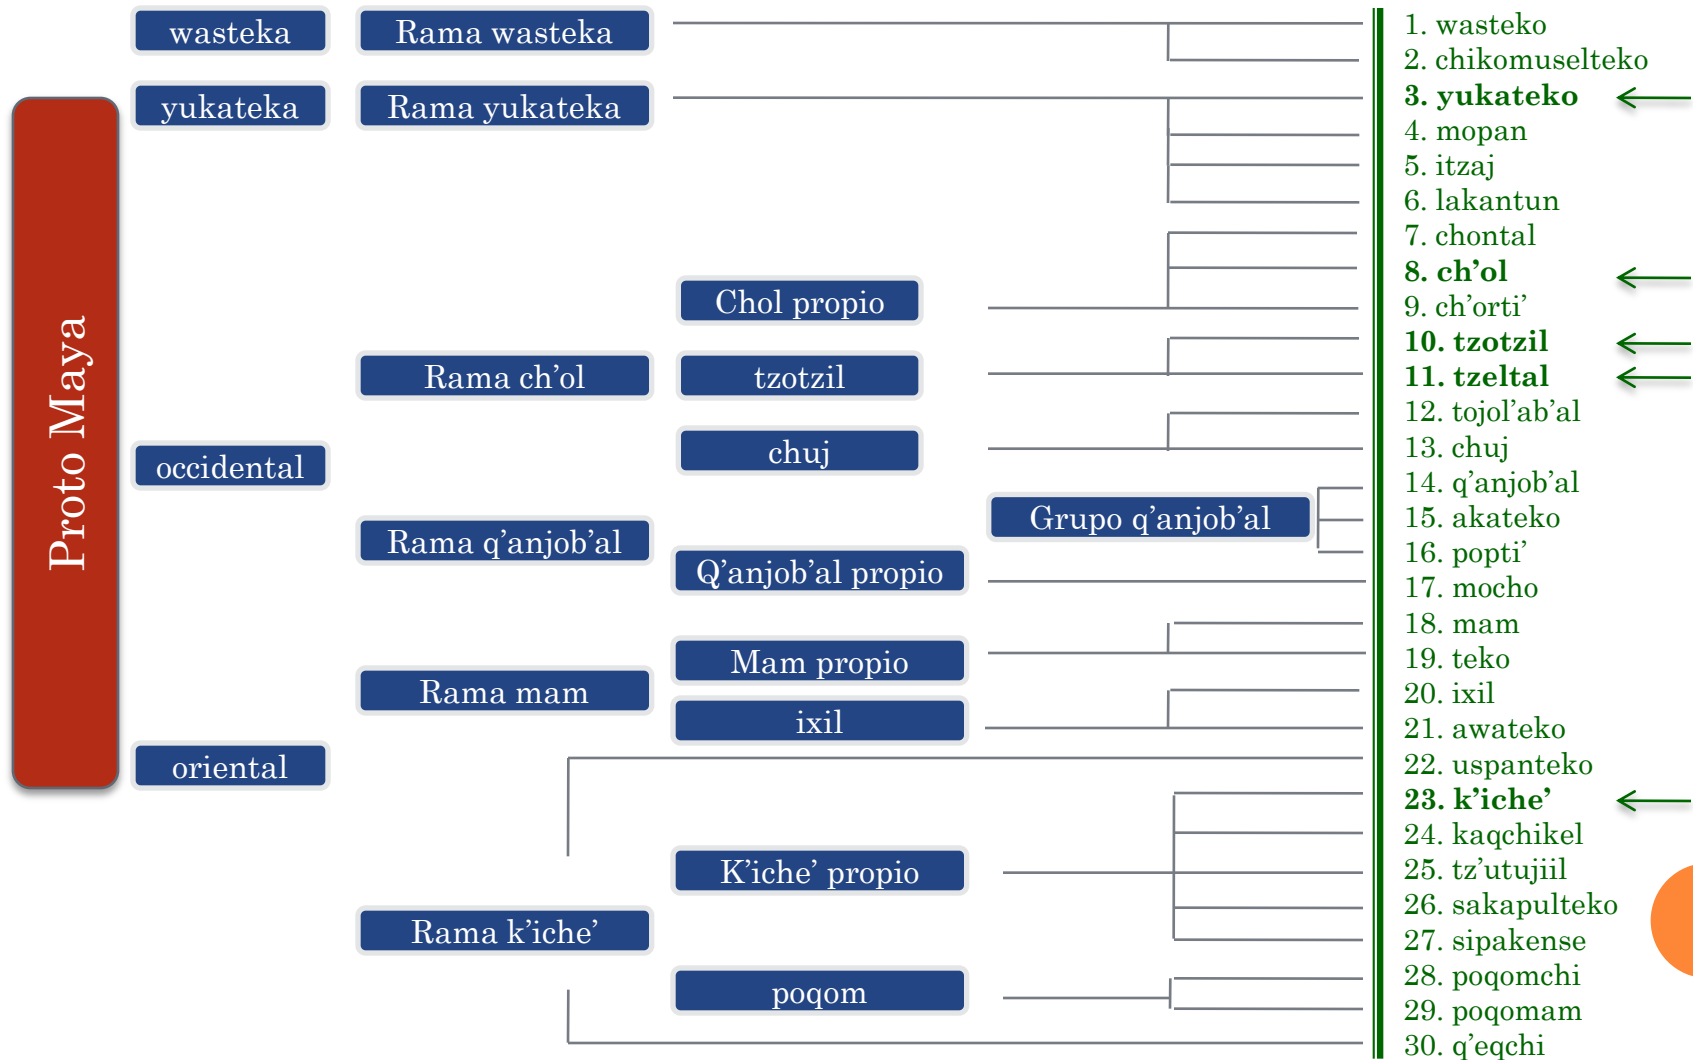 Proto Maya
wasteka
yukateka
occidental
oriental
Rama wasteka
Rama yukateka
Rama ch’ol
Rama q’anjob’al
Rama mam
Rama k’iche’
Chol propio
tzotzil
chuj
Q’anjob’al propio
Mam propio
ixil
K’iche’ propio
poqom
Grupo q’anjob’al
1. wasteko
2. chikomuselteko
3. yukateko
4. mopan
5. itzaj
6. lakantun
7. chontal
8. ch’ol
9. ch’orti’
10. tzotzil
11. tzeltal
12. tojol’ab’al
13. chuj
14. q’anjob’al
15. akateko
16. popti’
17. mocho
18. mam
19. teko
20. ixil
21. awateko
22. uspanteko
23. k’iche’
24. kaqchikel
25. tz’utujiil
26. sakapulteko
27. sipakense
28. poqomchi
29. poqomam
30. q’eqchi